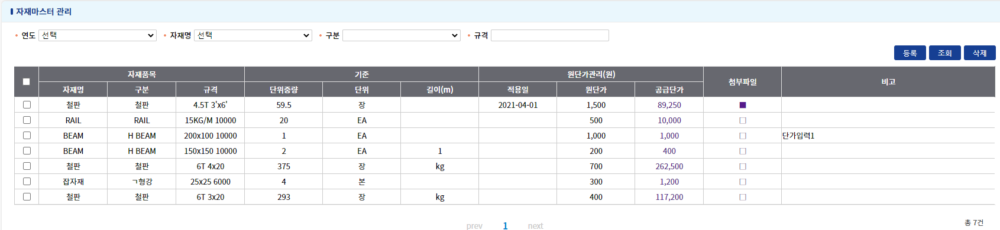 자재마스터 관리
연도 선택 자재명 선택 구분 규격
등록 조회 삭제
자재품목 기준 원단가관리(원) 첨부파일 비고
자재명 구분 규격 단위중량 단위 길이(m) 적용일 원단가 공급단가
철판 철판 4.5T 3'x6' 59.5 장 2021-04-01 1,500 89,250
RAIL RAIL 15KG/M 10000 20 EA 500 10,000
BEAM H BEAM 200x100 10000 1 EA 1,000 1,000 단가입력1
BEAM H BEAM 150x150 10000 2 EA 1 200 400
철판 철판 6T 4x20 375 장 kg 700 262,500
잡자재 ㄱ형강 25x25 6000 4 본 300 1,200
철판 철판 6T 3x20 293 장 kg 400 117,200
prev 1 next
총 7건